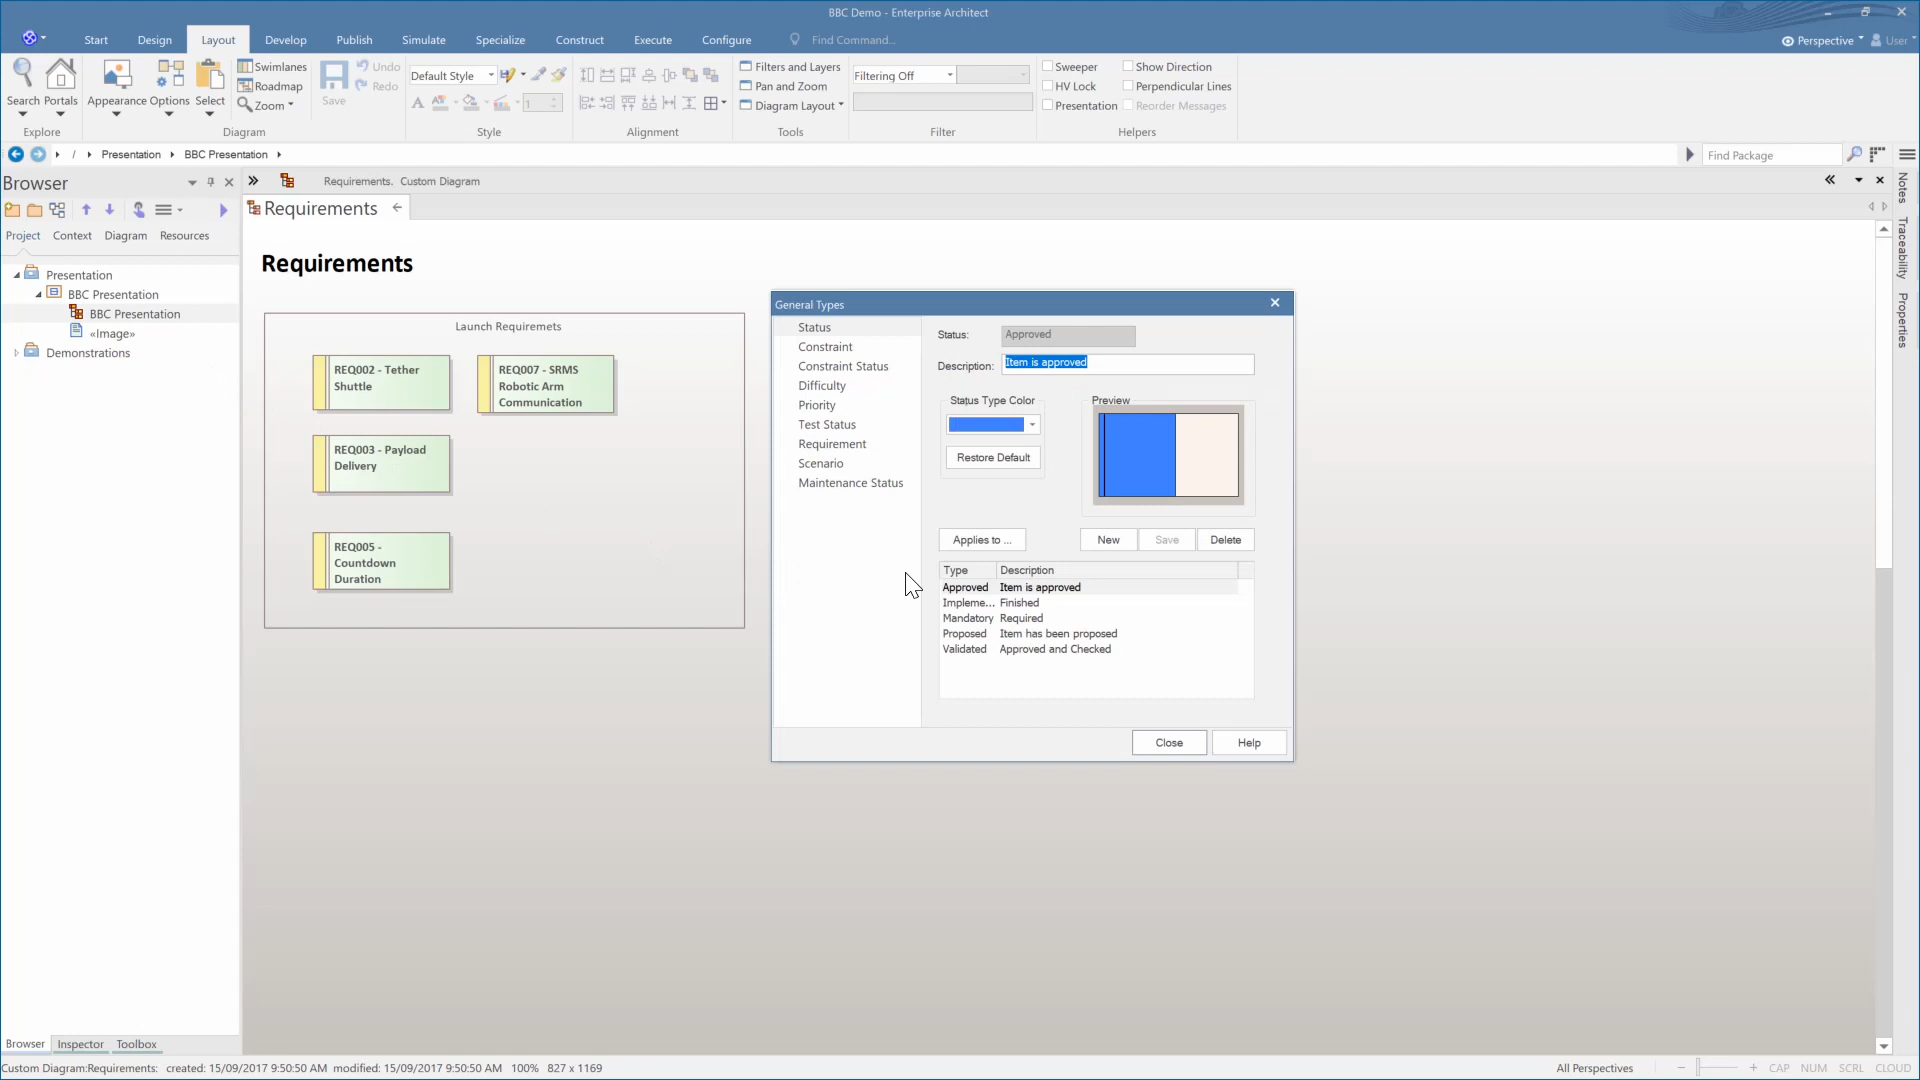 BBC Demo - Enterprise Architect
Start Design Layout Develop Publish Simulate Specialize Construct Execute Configure Find Command... Perspective User
Search Portals
Explore
Appearance Options Select
Swimlanes
Roadmap
Zoom
Diagram
Save
Undo
Redo
Default Style
1
Style
Alignment
Filters and Layers
Pan and Zoom
Diagram Layout
Tools
Filtering Off
Filter
Sweeper
HV Lock
Presentation
Show Direction
Perpendicular Lines
Reorder Messages
Helpers
/ Presentation BBC Presentation
Find Package
Browser
Project Context Diagram Resources
Presentation
BBC Presentation
BBC Presentation
«Image»
Demonstrations
Requirements. Custom Diagram
Requirements
Requirements
Launch Requiremets
REQ002 - Tether
Shuttle
REQ007 - SRMS
Robotic Arm
Communication
REQ003 - Payload
Delivery
REQ005 -
Countdown
Duration
General Types
Status
Constraint
Constraint Status
Difficulty
Priority
Test Status
Requirement
Scenario
Maintenance Status
Status: Approved
Description: Item is approved
Status Type Color
Restore Default
Preview
Applies to ... New Save Delete
Type Description
Approved Item is approved
Impleme... Finished
Mandatory Required
Proposed Item has been proposed
Validated Approved and Checked
Close Help
Notes
Traceability
Properties
Browser Inspector Toolbox
Custom Diagram:Requirements: created: 15/09/2017 9:50:50 AM modified: 15/09/2017 9:50:50 AM 100% 827 x 1169
All Perspectives CAP NUM SCRL CLOUD